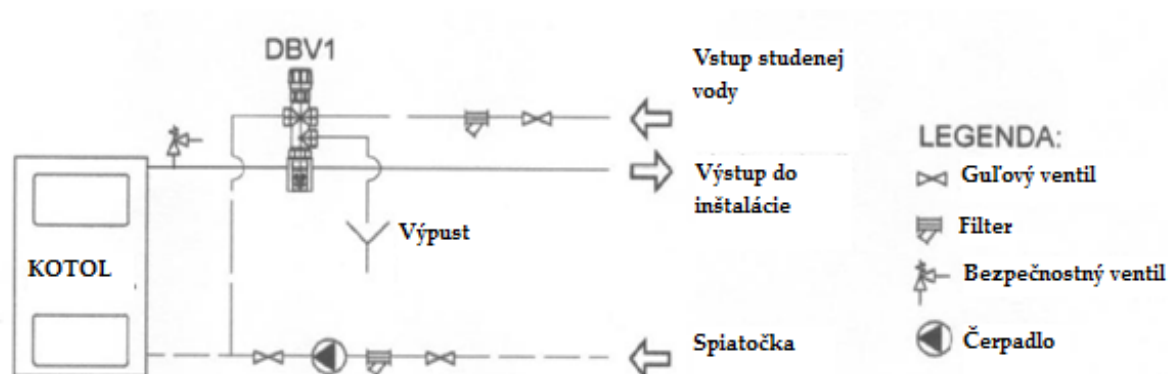 DBV1
Vstup studenej
vody
Výstup do
inštalácie
Výpust
KOTOL
Spiatočka
LEGENDA:
Guľový ventil
Filter
Bezpečnostný ventil
Čerpadlo